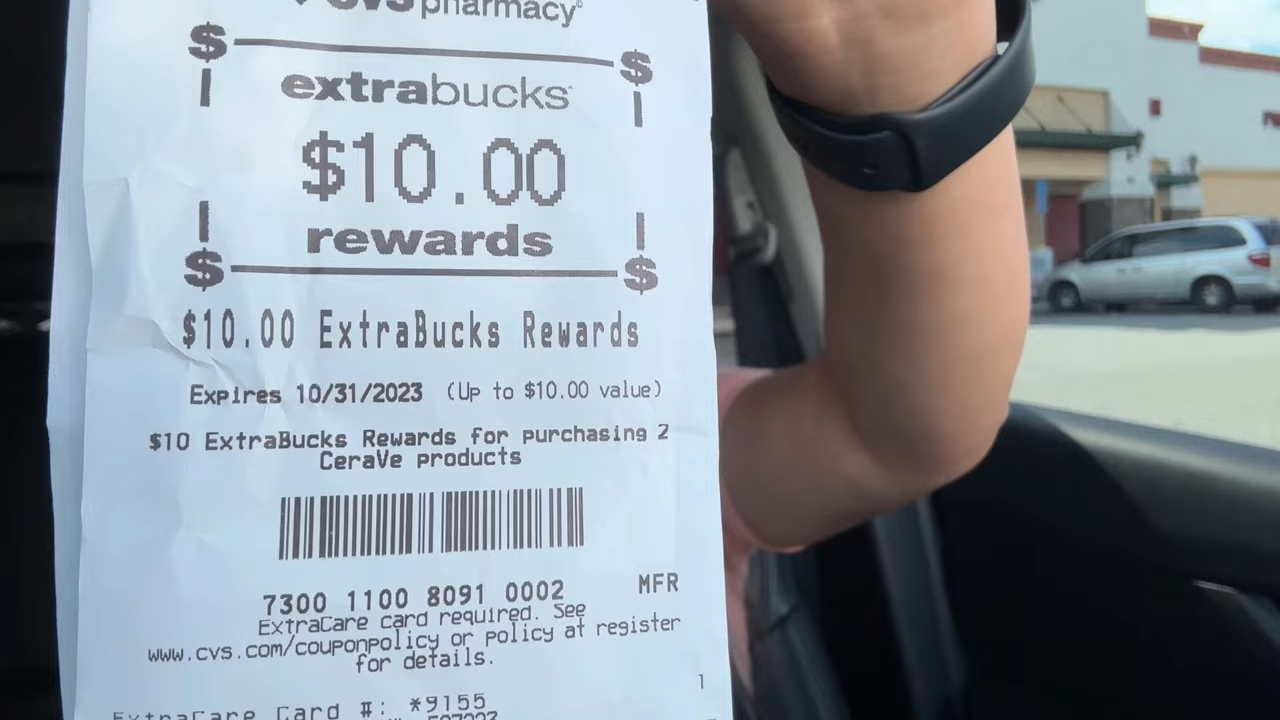 CVS pharmacy®
$ $
extrabucks
$10.00
rewards
$ $
$10.00 ExtraBucks Rewards
Expires 10/31/2023 (Up to $10.00 value)
$10 ExtraBucks Rewards for purchasing 2
CeraVe products
7300 1100 8091 0002 MFR
ExtraCare card required. See
www.cvs.com/couponpolicy or policy at register
for details.
1
ExtraCare Card #: *9155